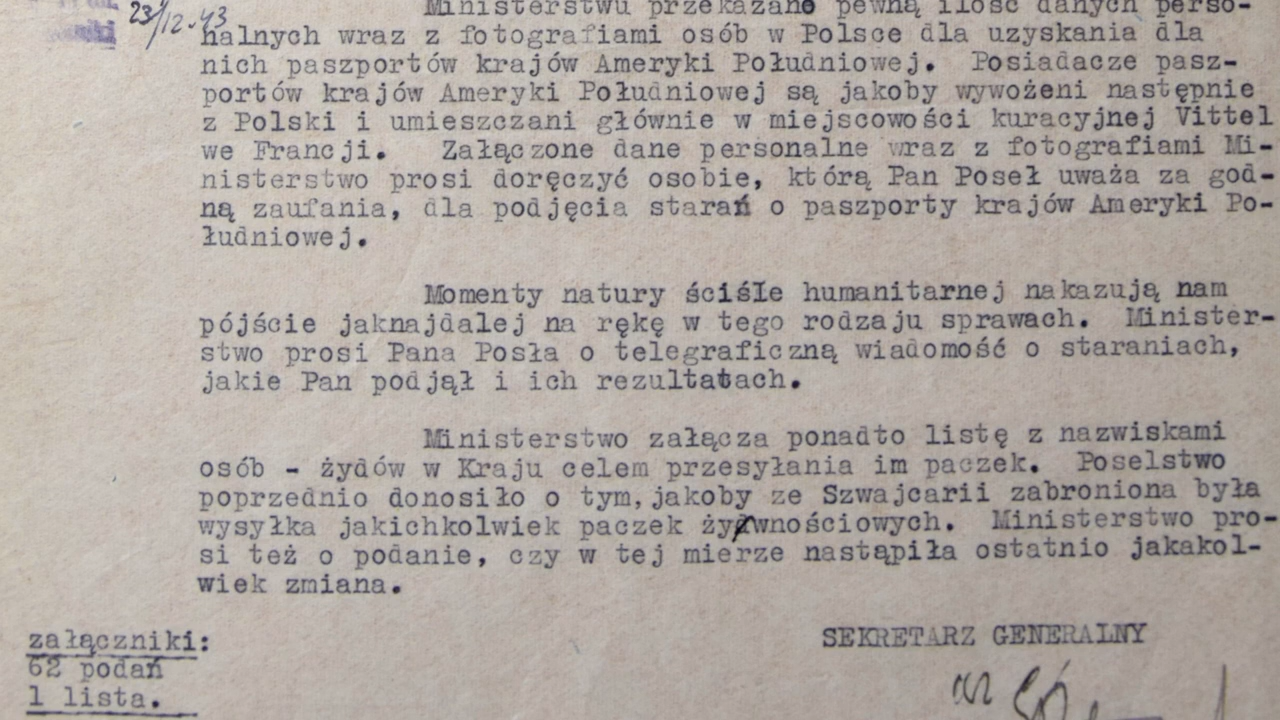 23/12.43
Ministerstwu przekazano pewną ilość danych perso-
nalnych wraz z fotografiami osób w Polsce dla uzyskania dla
nich paszportów krajów Ameryki Południowej. Posiadacze pasz-
portów krajów Ameryki Południowej są jakoby wywożeni następnie
z Polski i umieszczani głównie w miejscowości kuracyjnej Vittel
we Francji. Załączone dane personalne wraz z fotografiami Mi-
nisterstwo prosi doręczyć osobie, którą Pan Poseł uważa za god-
ną zaufania, dla podjęcia starań o paszporty krajów Ameryki Po-
łudniowej.
Momenty natury ściśle humanitarnej nakazują nam
pójście jaknajdalej na rękę w tego rodzaju sprawach. Minister-
stwo prosi Pana Posła o telegraficzną wiadomość o staraniach,
jakie Pan podjął i ich rezultatach.
Ministerstwo załącza ponadto listę z nazwiskami
osób - żydów w Kraju celem przesyłania im paczek. Poselstwo
poprzednio donosiło o tym, jakoby ze Szwajcarii zabroniona była
wysyłka jakichkolwiek paczek żywnościowych. Ministerstwo pro-
si też o podanie, czy w tej mierze nastąpiła ostatnio jakakol-
wiek zmiana.
załączniki:
62 podań
1 lista.
SEKRETARZ GENERALNY